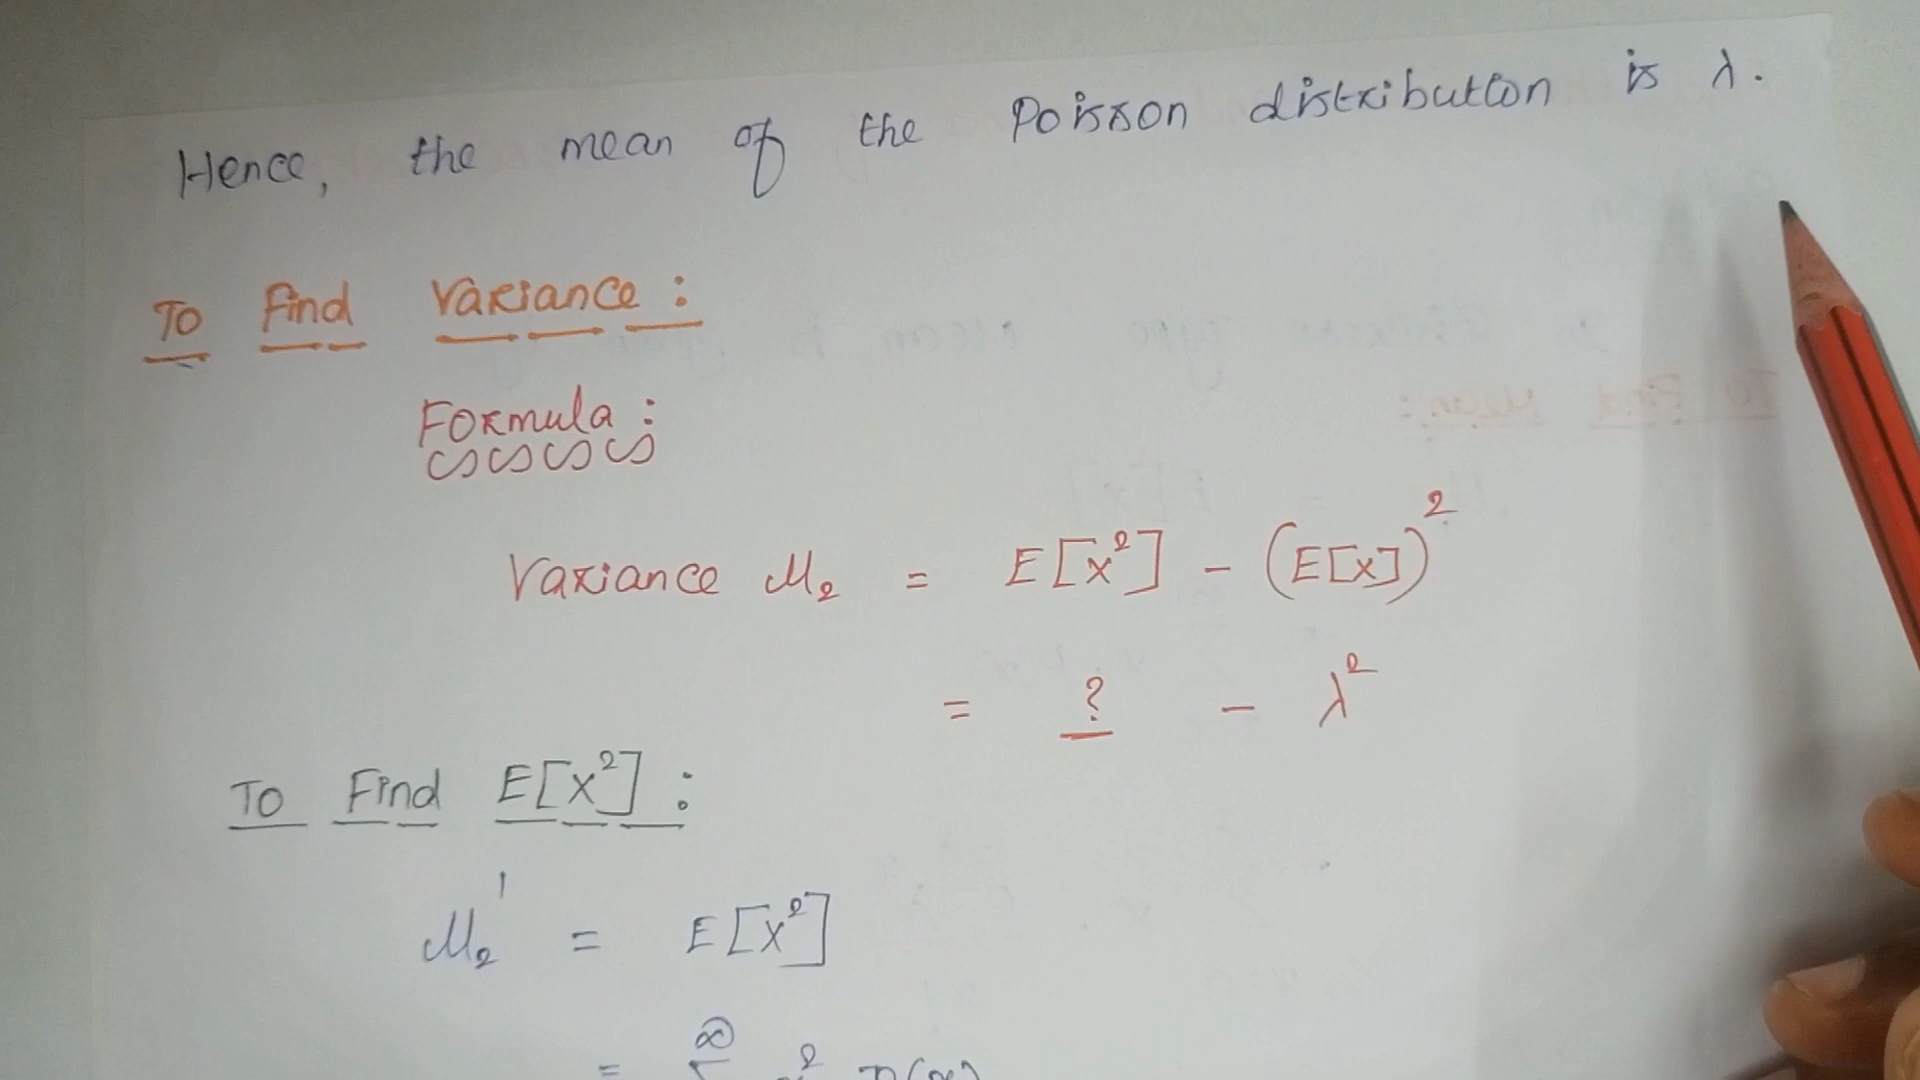 Hence, the mean of the Poisson distribution is λ.
To Find Variance:
Formula:
Variance μ₂ = E[x²] - (E[x])²
= ? - λ²
To Find E[x²]:
μ₂' = E[x²]
= ∞ ²